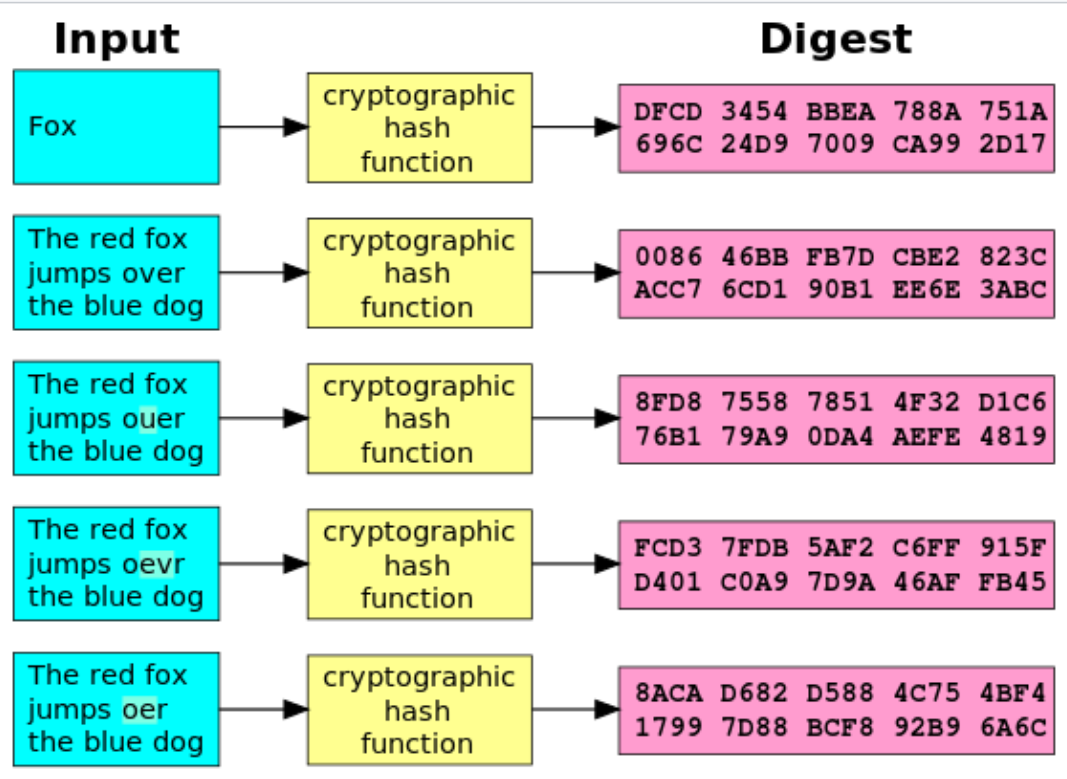 Input
Digest
Fox
cryptographic
hash
function
DFCD 3454 BBEA 788A 751A
696C 24D9 7009 CA99 2D17
The red fox
jumps over
the blue dog
cryptographic
hash
function
0086 46BB FB7D CBE2 823C
ACC7 6CD1 90B1 EE6E 3ABC
The red fox
jumps ouer
the blue dog
cryptographic
hash
function
8FD8 7558 7851 4F32 D1C6
76B1 79A9 0DA4 AEFE 4819
The red fox
jumps oevr
the blue dog
cryptographic
hash
function
FCD3 7FDB 5AF2 C6FF 915F
D401 C0A9 7D9A 46AF FB45
The red fox
jumps oer
the blue dog
cryptographic
hash
function
8ACA D682 D588 4C75 4BF4
1799 7D88 BCF8 92B9 6A6C